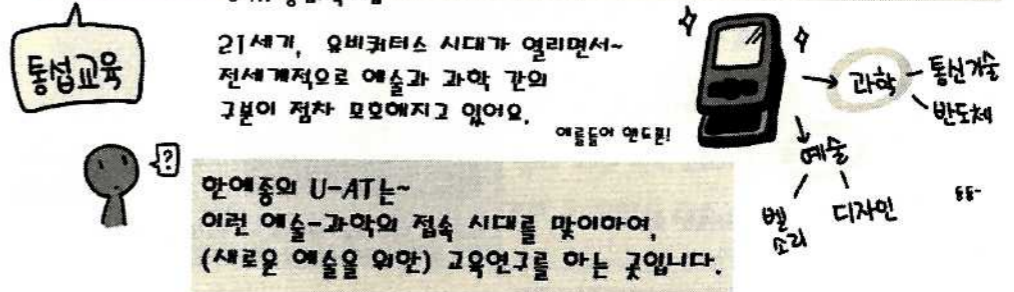 통섭교육
21세기, 유비쿼터스 시대가 열리면서~
전세계적으로 예술과 과학 간의
구분이 점차 모호해지고 있어요.
예를들어 핸드폰!
과학
통신기술
반도체
예술
벨
소리
디자인
등등~
?
한예종의 U-AT는~
이런 예술-과학의 접속 시대를 맞이하여,
(새로운 예술을 위한) 교육연구를 하는 곳입니다.